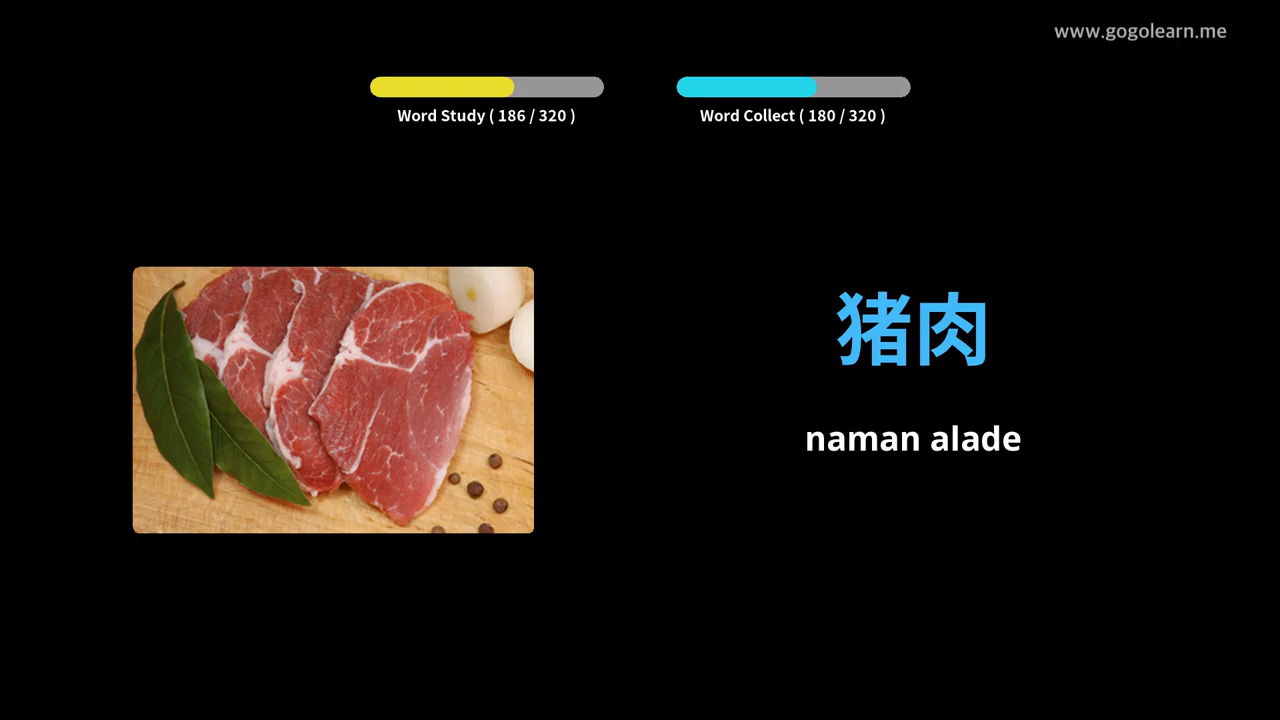 www.gogolearn.me
Word Study ( 186 / 320 )
Word Collect ( 180 / 320 )
猪肉
naman alade